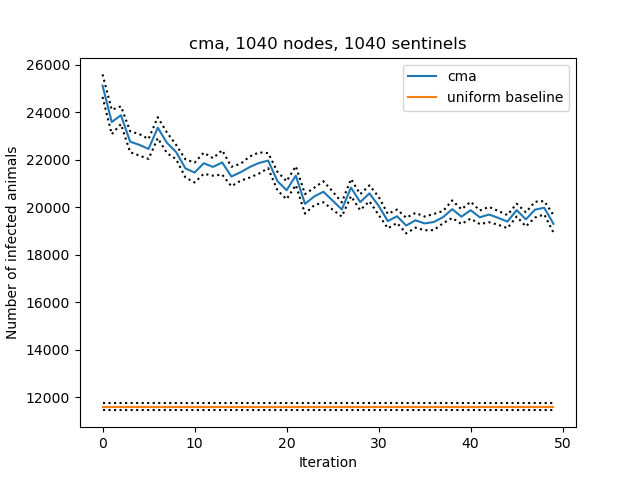 cma, 1040 nodes, 1040 sentinels
26000
24000
22000
20000
18000
16000
14000
12000
Number of infected animals
cma
uniform baseline
0 10 20 30 40 50
Iteration